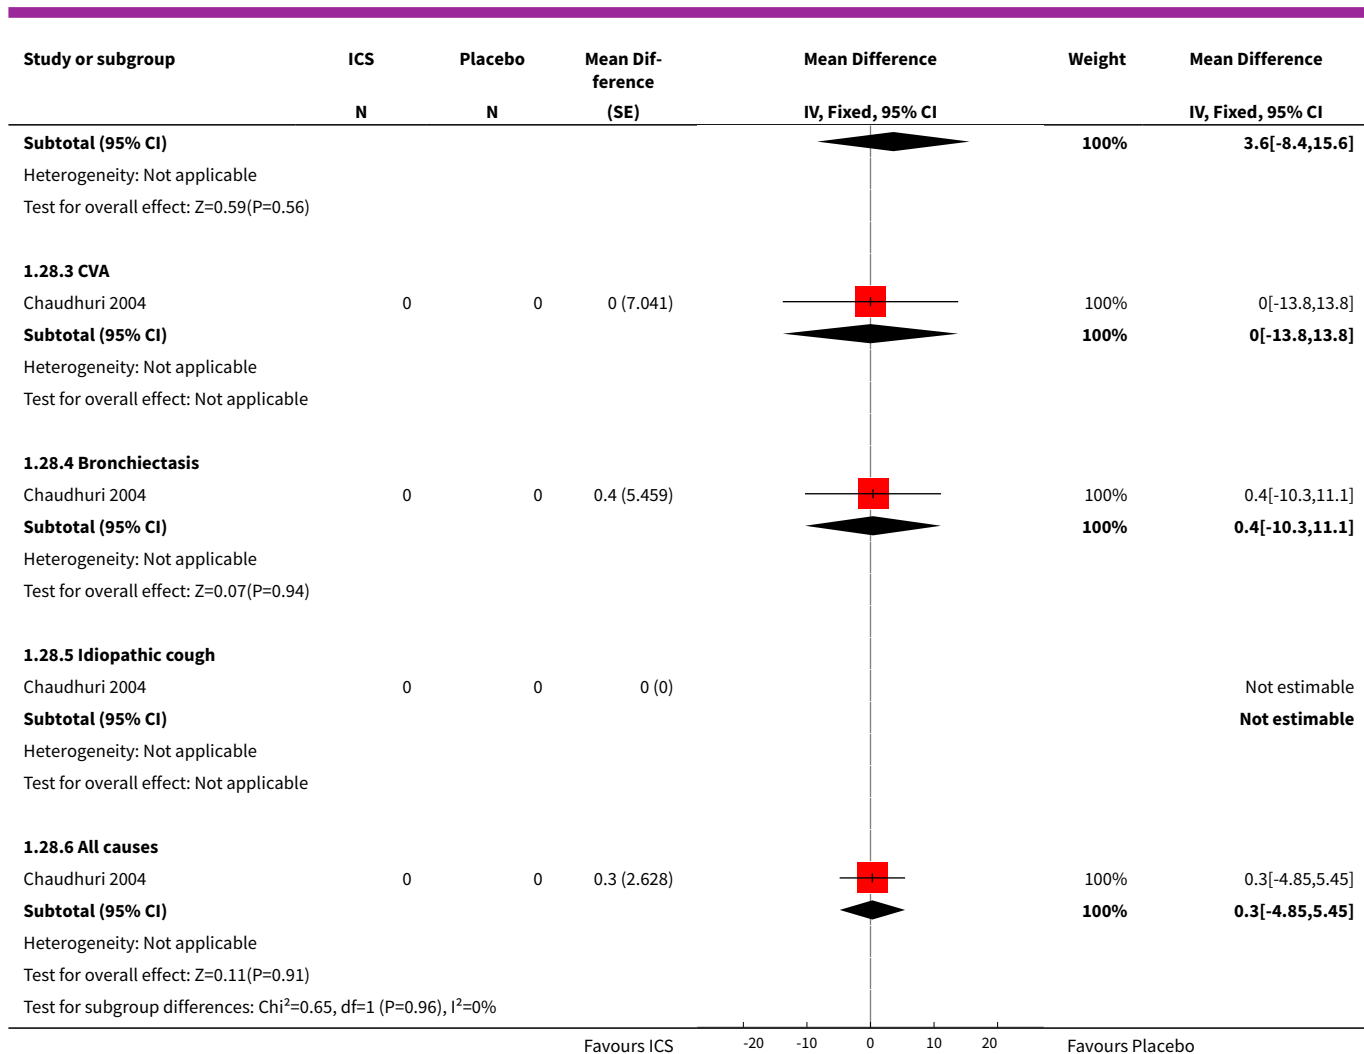 Study or subgroup ICS Placebo Mean Dif- Mean Difference Weight Mean Difference
ference
N N (SE) IV, Fixed, 95% CI IV, Fixed, 95% CI
Subtotal (95% CI) 100% 3.6[-8.4,15.6]
Heterogeneity: Not applicable
Test for overall effect: Z=0.59(P=0.56)
1.28.3 CVA
Chaudhuri 2004 0 0 0 (7.041) 100% 0[-13.8,13.8]
Subtotal (95% CI) 100% 0[-13.8,13.8]
Heterogeneity: Not applicable
Test for overall effect: Not applicable
1.28.4 Bronchiectasis
Chaudhuri 2004 0 0 0.4 (5.459) 100% 0.4[-10.3,11.1]
Subtotal (95% CI) 100% 0.4[-10.3,11.1]
Heterogeneity: Not applicable
Test for overall effect: Z=0.07(P=0.94)
1.28.5 Idiopathic cough
Chaudhuri 2004 0 0 0 (0) Not estimable
Subtotal (95% CI) Not estimable
Heterogeneity: Not applicable
Test for overall effect: Not applicable
1.28.6 All causes
Chaudhuri 2004 0 0 0.3 (2.628) 100% 0.3[-4.85,5.45]
Subtotal (95% CI) 100% 0.3[-4.85,5.45]
Heterogeneity: Not applicable
Test for overall effect: Z=0.11(P=0.91)
Test for subgroup differences: Chi²=0.65, df=1 (P=0.96), I²=0%
Favours ICS -20 -10 0 10 20 Favours Placebo